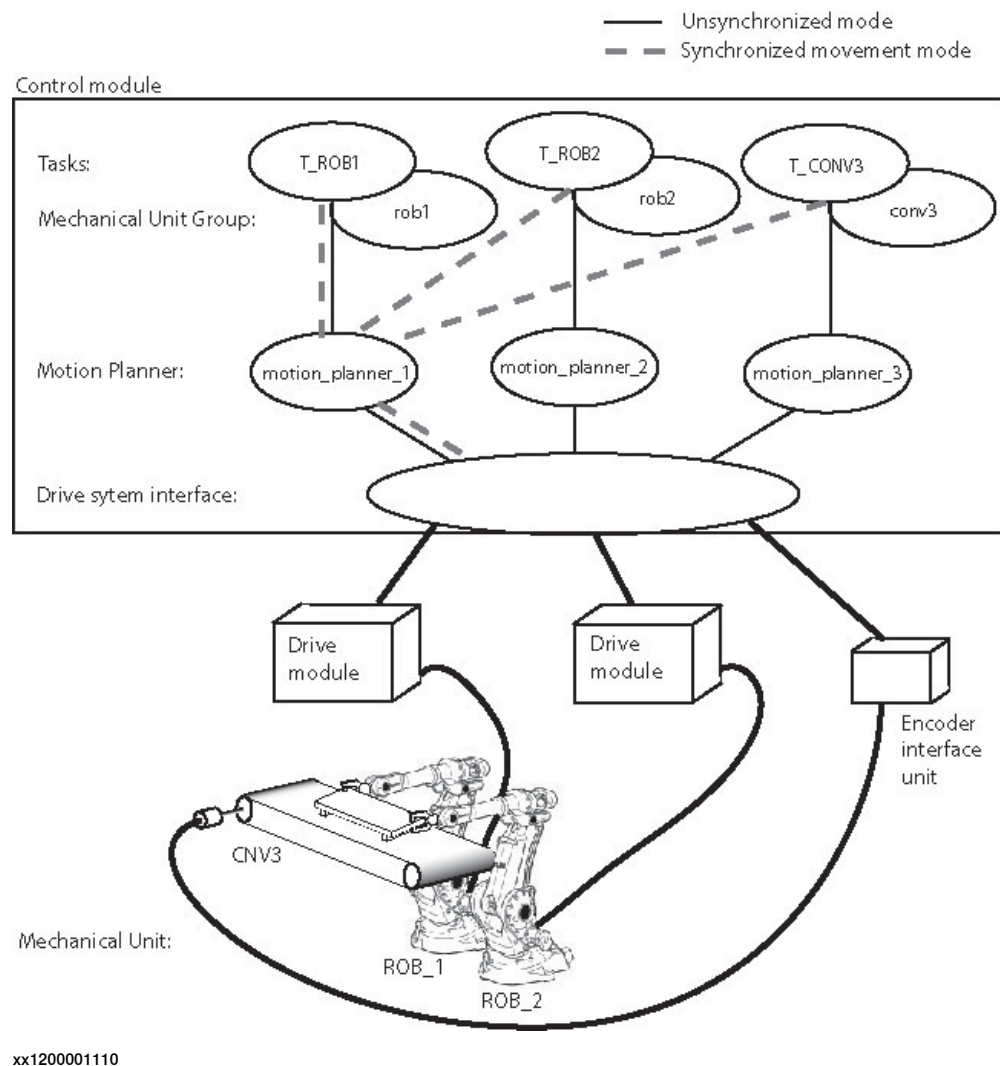 Unsynchronized mode
Synchronized movement mode
Control module
Tasks:
T_ROB1
T_ROB2
T_CONV3
Mechanical Unit Group:
rob1
rob2
conv3
Motion Planner:
motion_planner_1
motion_planner_2
motion_planner_3
Drive sytem interface:
Drive
module
Drive
module
Encoder
interface
unit
CNV3
Mechanical Unit:
ROB_1
ROB_2
xx1200001110